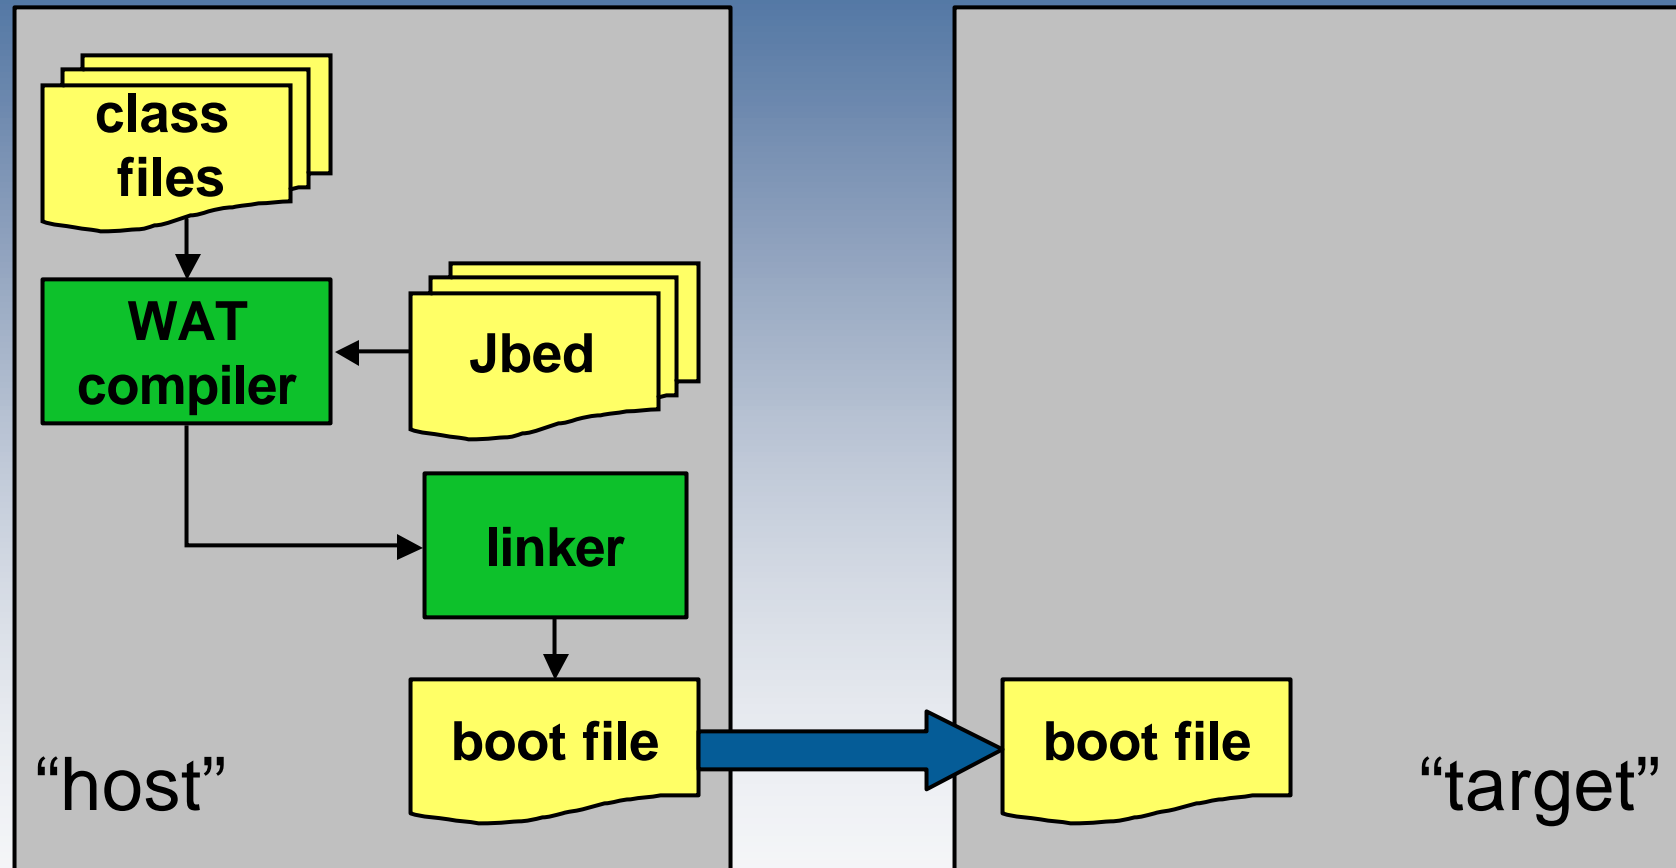 class
files
WAT
compiler
Jbed
linker
boot file
“host”
boot file
“target”